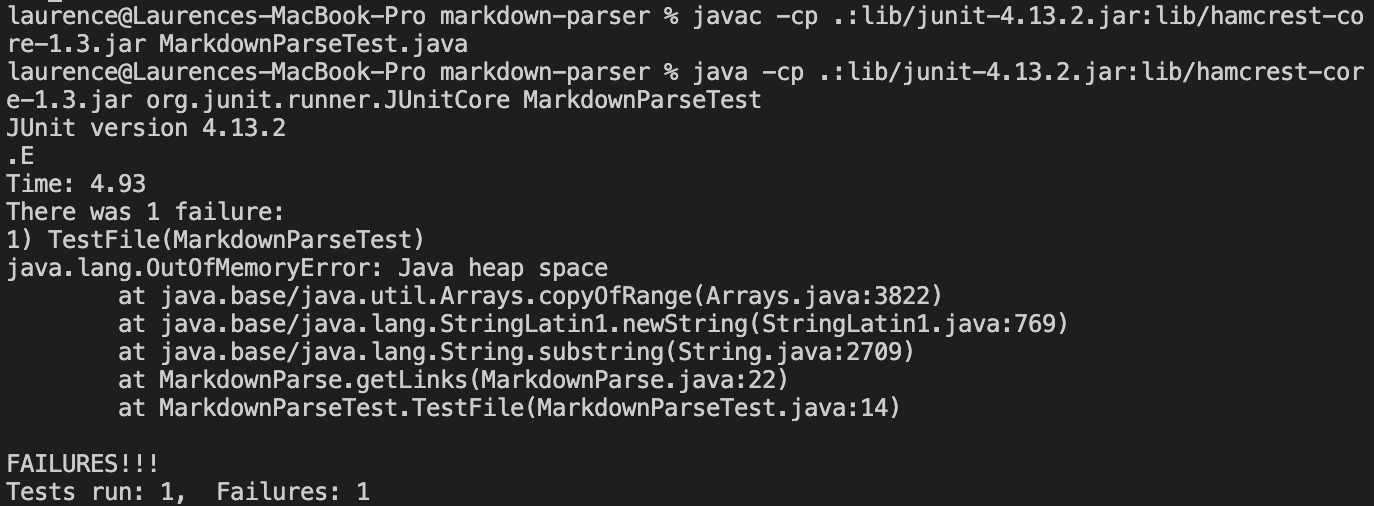 laurence@Laurences-MacBook-Pro markdown-parser % javac -cp .:lib/junit-4.13.2.jar:lib/hamcrest-co
re-1.3.jar MarkdownParseTest.java
laurence@Laurences-MacBook-Pro markdown-parser % java -cp .:lib/junit-4.13.2.jar:lib/hamcrest-cor
e-1.3.jar org.junit.runner.JUnitCore MarkdownParseTest
JUnit version 4.13.2
.E
Time: 4.93
There was 1 failure:
1) TestFile(MarkdownParseTest)
java.lang.OutOfMemoryError: Java heap space
        at java.base/java.util.Arrays.copyOfRange(Arrays.java:3822)
        at java.base/java.lang.StringLatin1.newString(StringLatin1.java:769)
        at java.base/java.lang.String.substring(String.java:2709)
        at MarkdownParse.getLinks(MarkdownParse.java:22)
        at MarkdownParseTest.TestFile(MarkdownParseTest.java:14)

FAILURES!!!
Tests run: 1,  Failures: 1